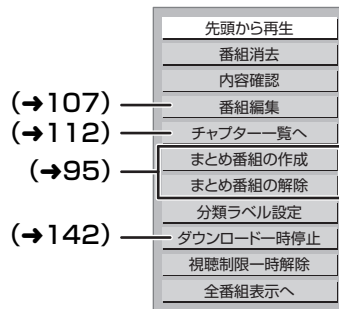 先頭から再生
番組消去
内容確認
(➔107) 番組編集
(➔112) チャプター一覧へ
(➔95) まとめ番組の作成
まとめ番組の解除
分類ラベル設定
(➔142) ダウンロード一時停止
視聴制限一時解除
全番組表示へ